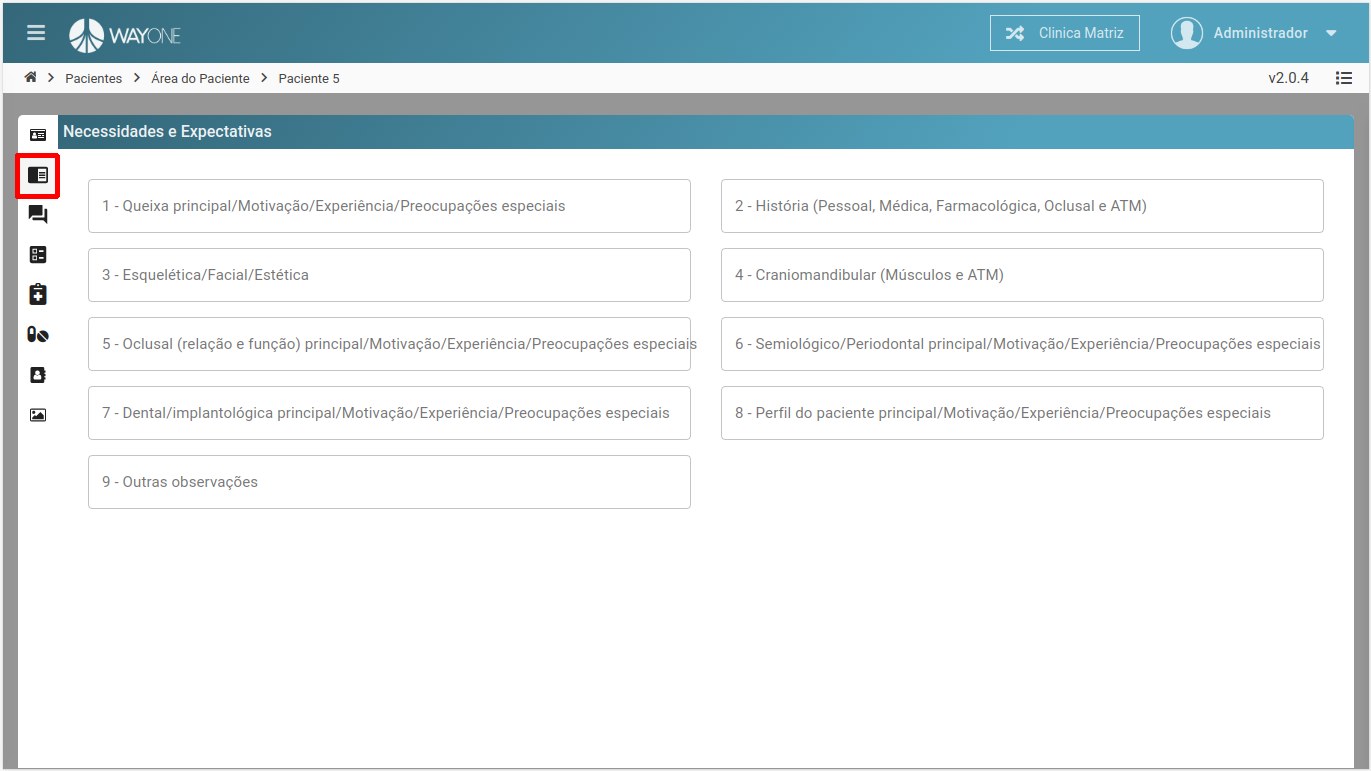 WAYONE
Clinica Matriz
Administrador
Pacientes
Área do Paciente
Paciente 5
v2.0.4
Necessidades e Expectativas
1 - Queixa principal/Motivação/Experiência/Preocupações especiais
2 - História (Pessoal, Médica, Farmacológica, Oclusal e ATM)
3 - Esquelética/Facial/Estética
4 - Craniomandibular (Músculos e ATM)
5 - Oclusal (relação e função) principal/Motivação/Experiência/Preocupações especiais
6 - Semiológico/Periodontal principal/Motivação/Experiência/Preocupações especiais
7 - Dental/implantológica principal/Motivação/Experiência/Preocupações especiais
8 - Perfil do paciente principal/Motivação/Experiência/Preocupações especiais
9 - Outras observações